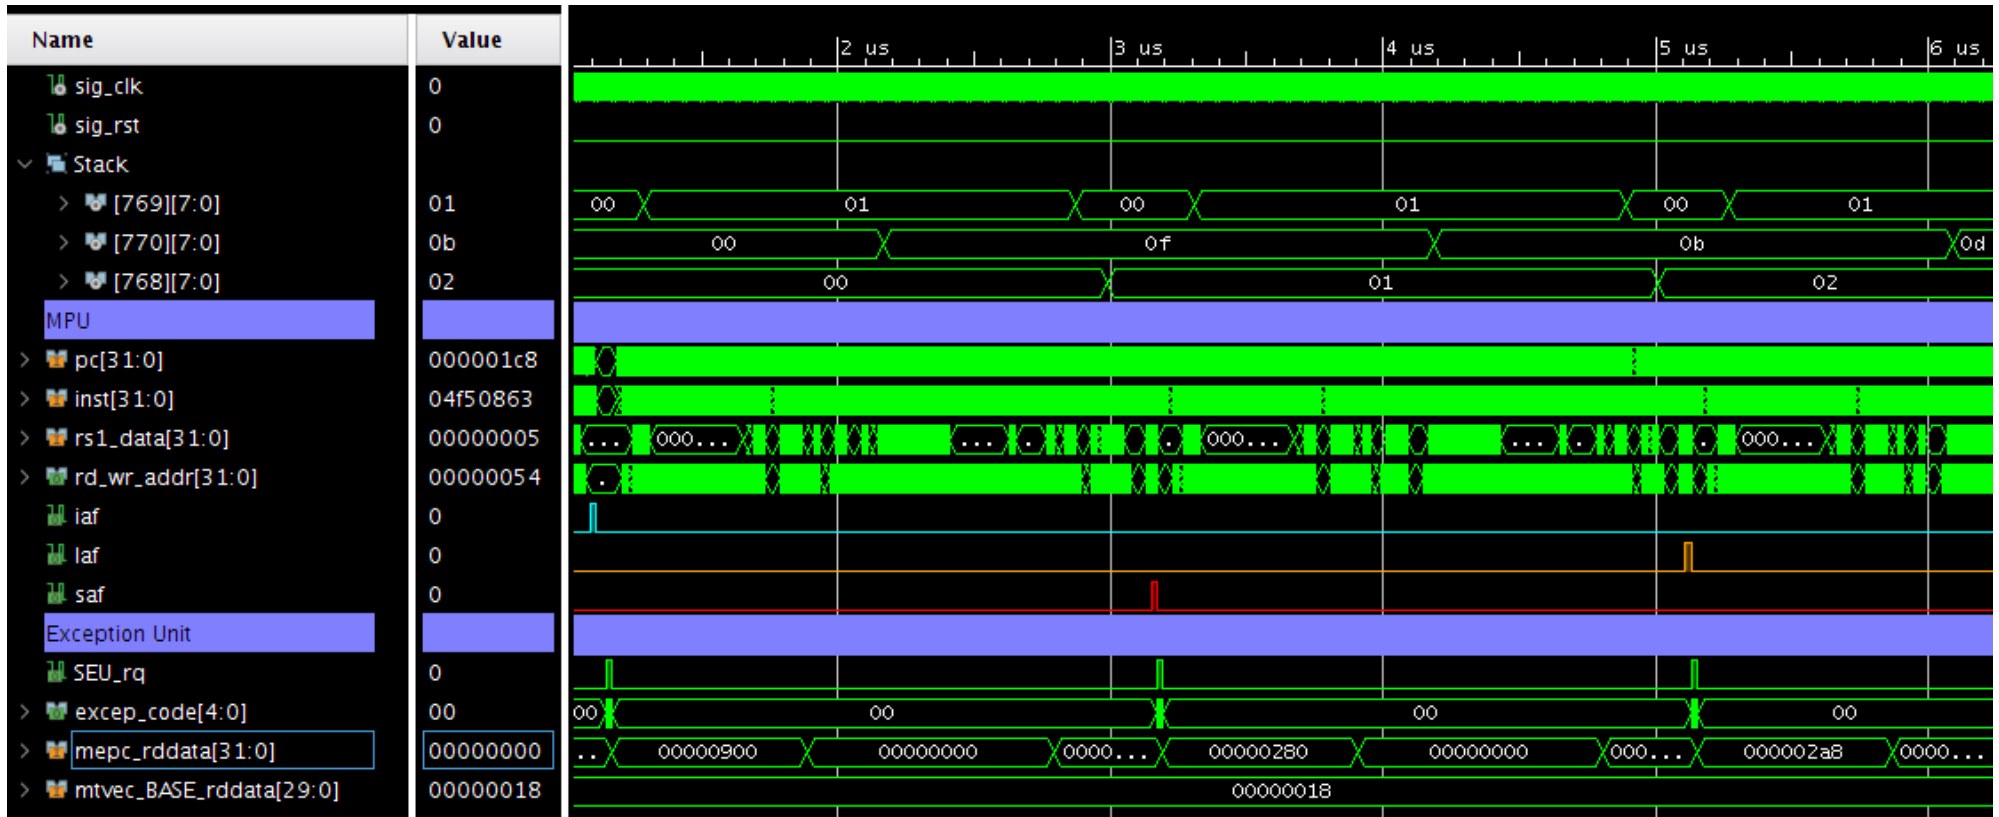 Name Value 2 us 3 us 4 us 5 us 6 us
sig_clk 0
sig_rst 0
Stack
[769][7:0] 01 00 01 00 01 00 01
[770][7:0] 0b 00 0f 0b 0d
[768][7:0] 02 00 01 02
MPU
pc[31:0] 000001c8
inst[31:0] 04f50863
rs1_data[31:0] 00000005 ... 000... ... . . 000... ... . . 000...
rd_wr_addr[31:0] 00000054 .
iaf 0
laf 0
saf 0
Exception Unit
SEU_rq 0
excep_code[4:0] 00 00 00 00 00
mepc_rddata[31:0] 00000000 .. 00000900 00000000 0000... 00000280 00000000 000... 000002a8 0000...
mtvec_BASE_rddata[29:0] 00000018 00000018